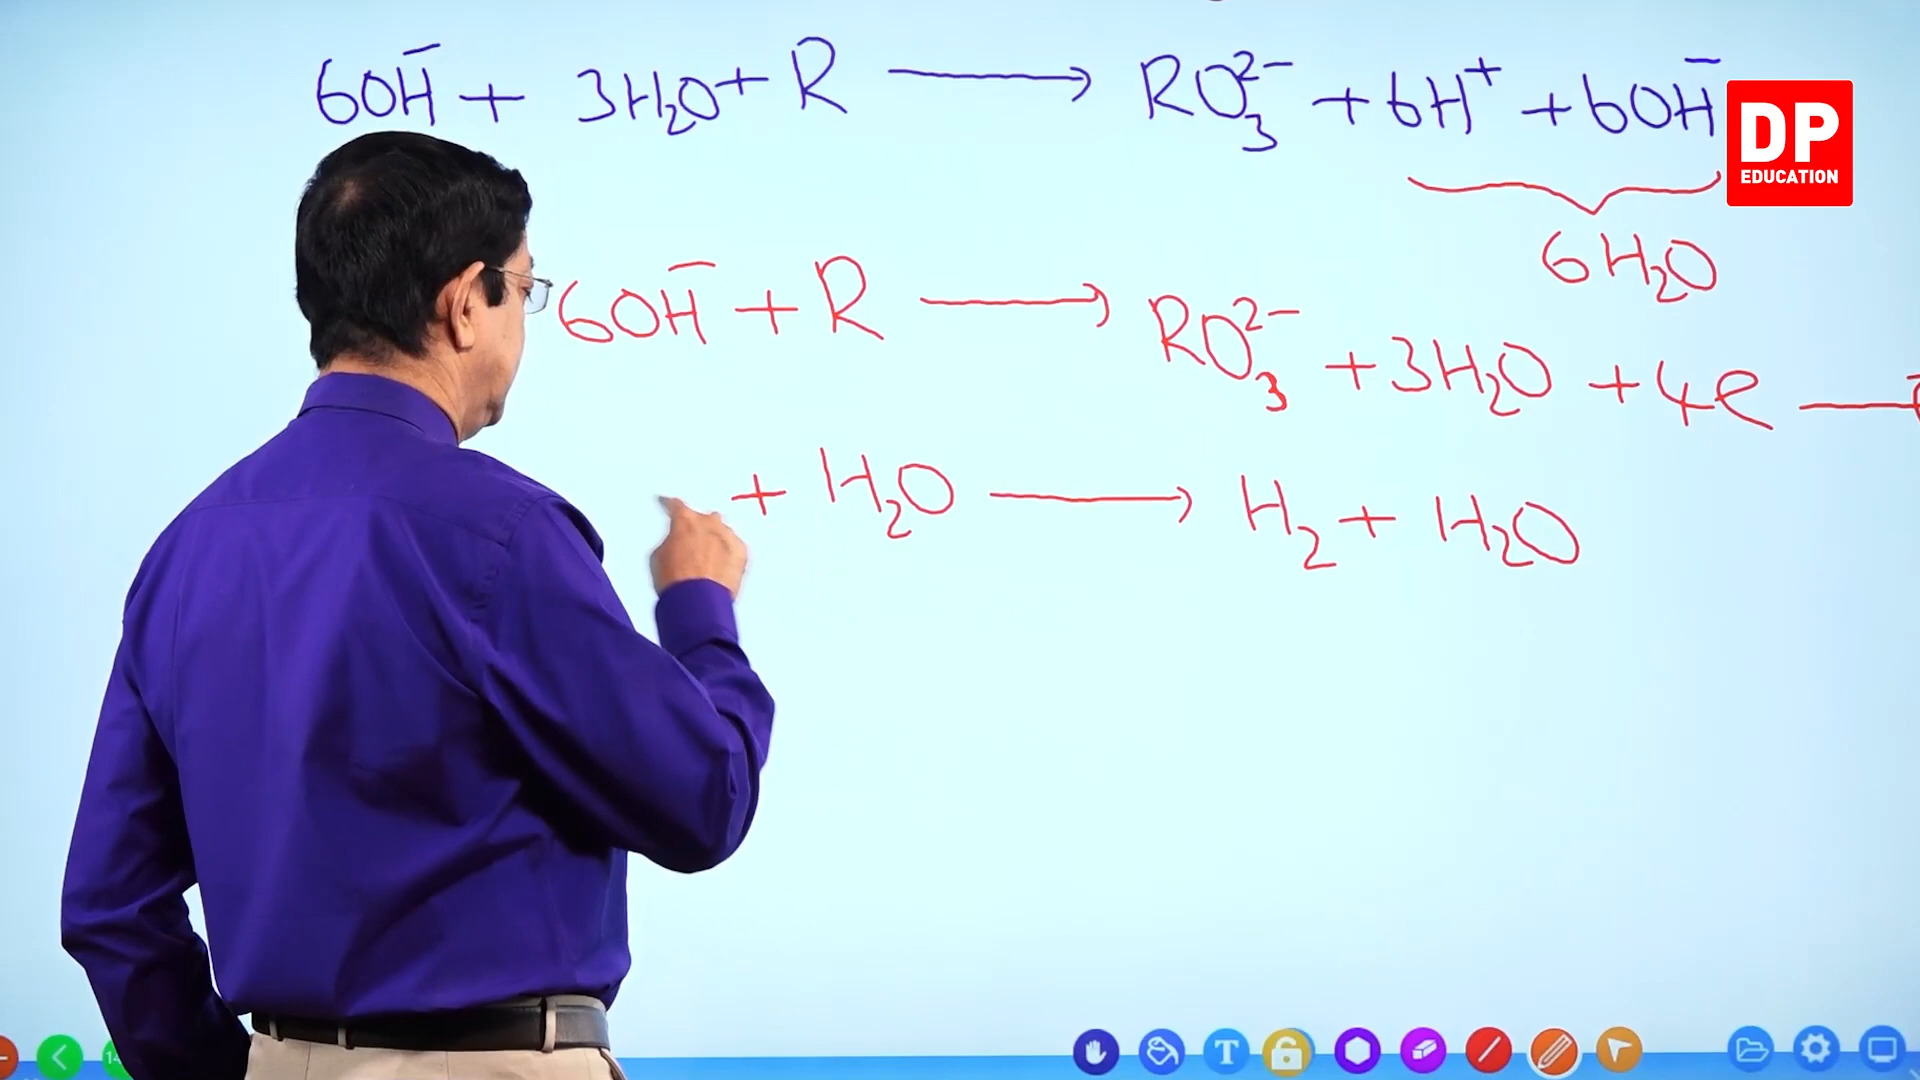 6OH̄ + 3H₂O + R ⟶ RO₃²⁻ + 6H⁺ + 6OH̄
DP
EDUCATION
6H₂O
6OH̄ + R ⟶ RO₃²⁻ + 3H₂O + 4e —
+ H₂O ⟶ H₂ + H₂O
T